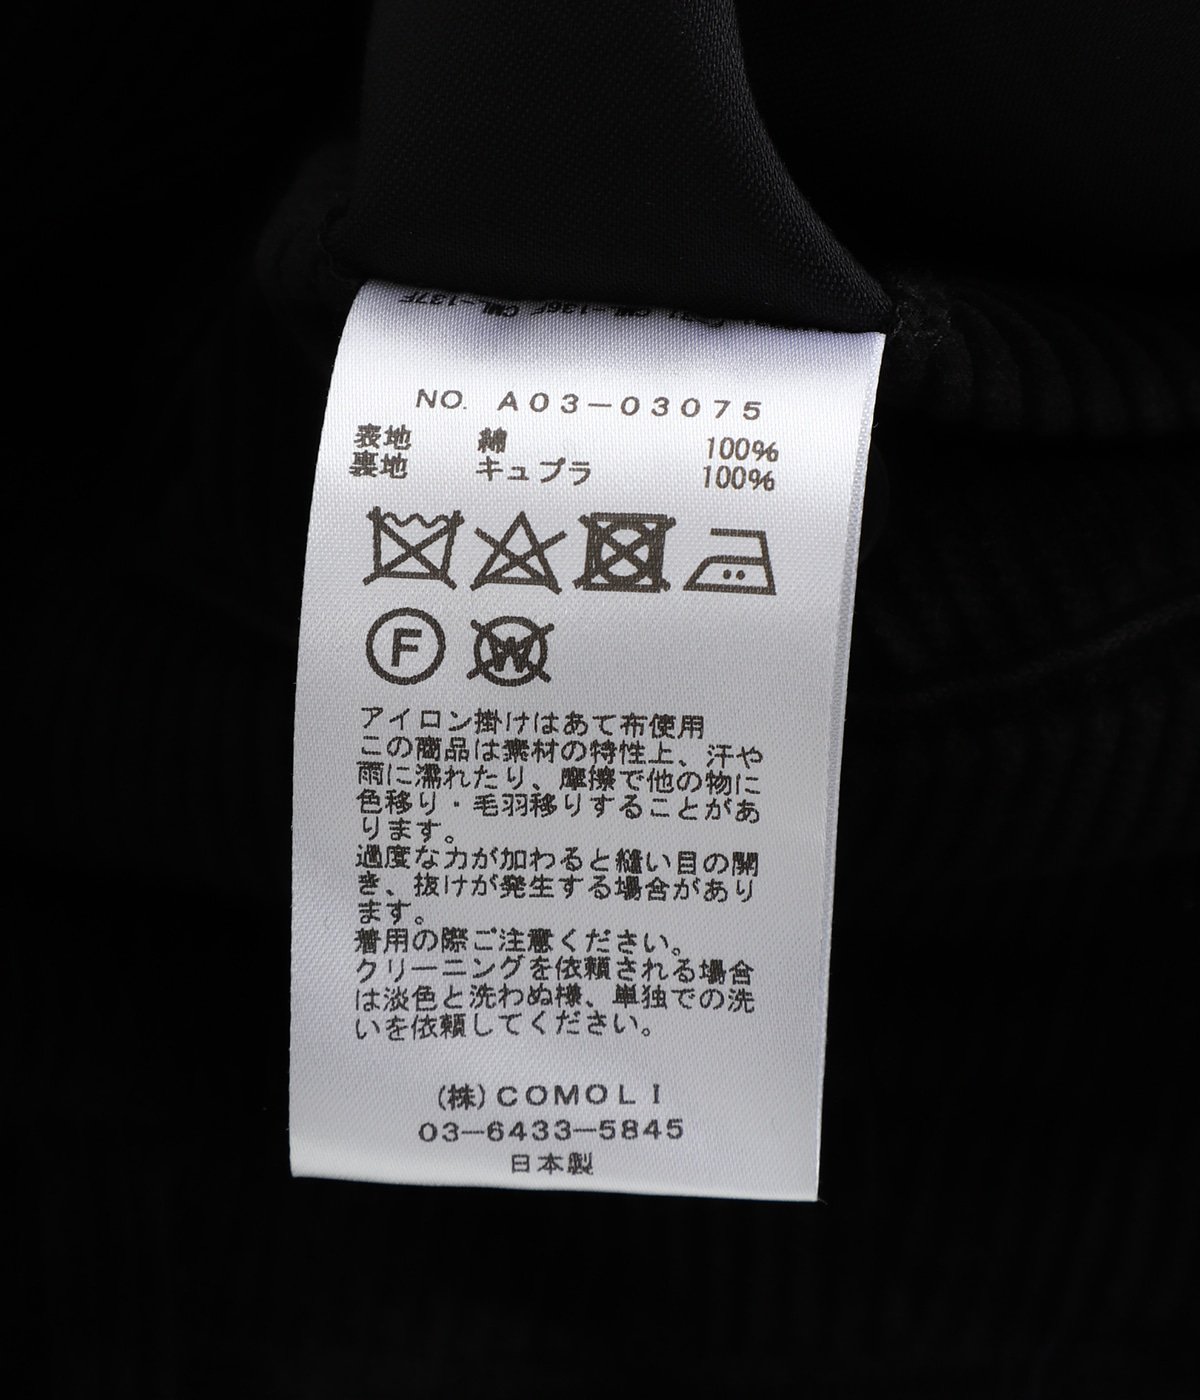 NO. A03-03075
表地 綿 100%
裏地 キュプラ 100%
F
W
アイロン掛けはあて布使用
この商品は素材の特性上、汗や
雨に濡れたり、摩擦で他の物に
色移り・毛羽移りすることがあ
ります。
過度な力が加わると縫い目の開
き、抜けが発生する場合があり
ます。
着用の際ご注意ください。
クリーニングを依頼される場合
は淡色と洗わぬ様、単独での洗
いを依頼してください。
(株)COMOLI
03-6433-5845
日本製